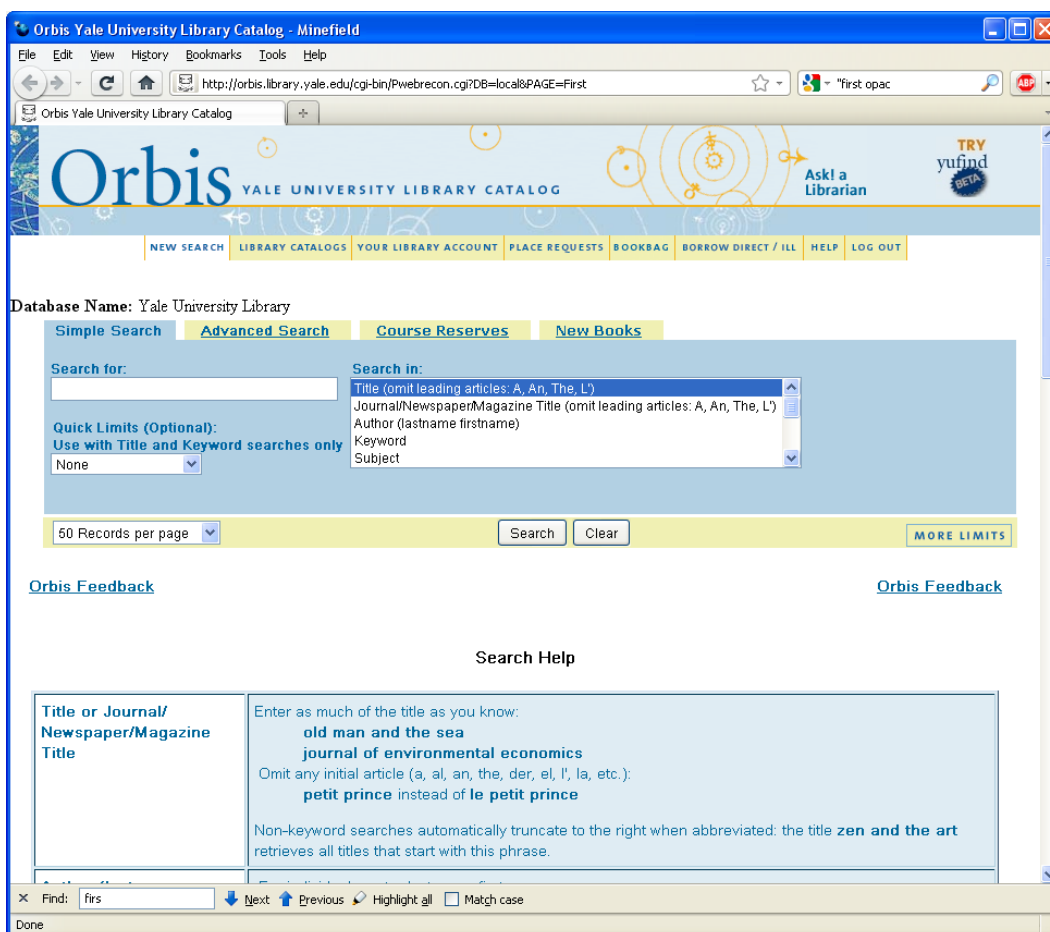 Orbis Yale University Library Catalog - Minefield
File Edit View History Bookmarks Tools Help
http://orbis.library.yale.edu/cgi-bin/Pwebrecon.cgi?DB=local&PAGE=First
"first opac
ABP
Orbis Yale University Library Catalog
Orbis YALE UNIVERSITY LIBRARY CATALOG
Ask! a
Librarian
TRY
yufind
BETA
NEW SEARCH LIBRARY CATALOGS YOUR LIBRARY ACCOUNT PLACE REQUESTS BOOKBAG BORROW DIRECT / ILL HELP LOG OUT
Database Name: Yale University Library
Simple Search Advanced Search Course Reserves New Books
Search for:
Search in:
Title (omit leading articles: A, An, The, L')
Journal/Newspaper/Magazine Title (omit leading articles: A, An, The, L')
Author (lastname firstname)
Keyword
Subject
Quick Limits (Optional):
Use with Title and Keyword searches only
None
50 Records per page Search Clear MORE LIMITS
Orbis Feedback Orbis Feedback
Search Help
Title or Journal/
Newspaper/Magazine
Title
Enter as much of the title as you know:
old man and the sea
journal of environmental economics
Omit any initial article (a, al, an, the, der, el, l', la, etc.):
petit prince instead of le petit prince
Non-keyword searches automatically truncate to the right when abbreviated: the title zen and the art
retrieves all titles that start with this phrase.
Find: firs Next Previous Highlight all Match case
Done